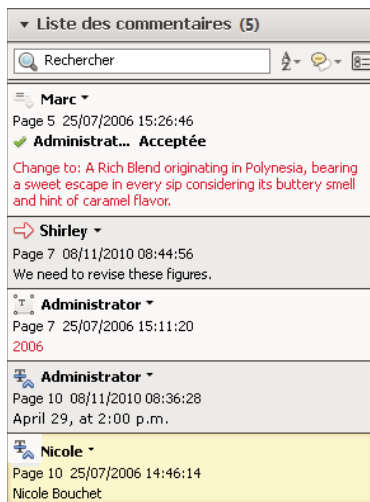 Liste des commentaires (5)
Rechercher
Marc
Page 5 25/07/2006 15:26:46
Administrat... Acceptée
Change to: A Rich Blend originating in Polynesia, bearing
a sweet escape in every sip considering its buttery smell
and hint of caramel flavor.
Shirley
Page 7 08/11/2010 08:44:56
We need to revise these figures.
Administrator
Page 7 25/07/2006 15:11:20
2006
Administrator
Page 10 08/11/2010 08:36:28
April 29, at 2:00 p.m.
Nicole
Page 10 25/07/2006 14:46:14
Nicole Bouchet